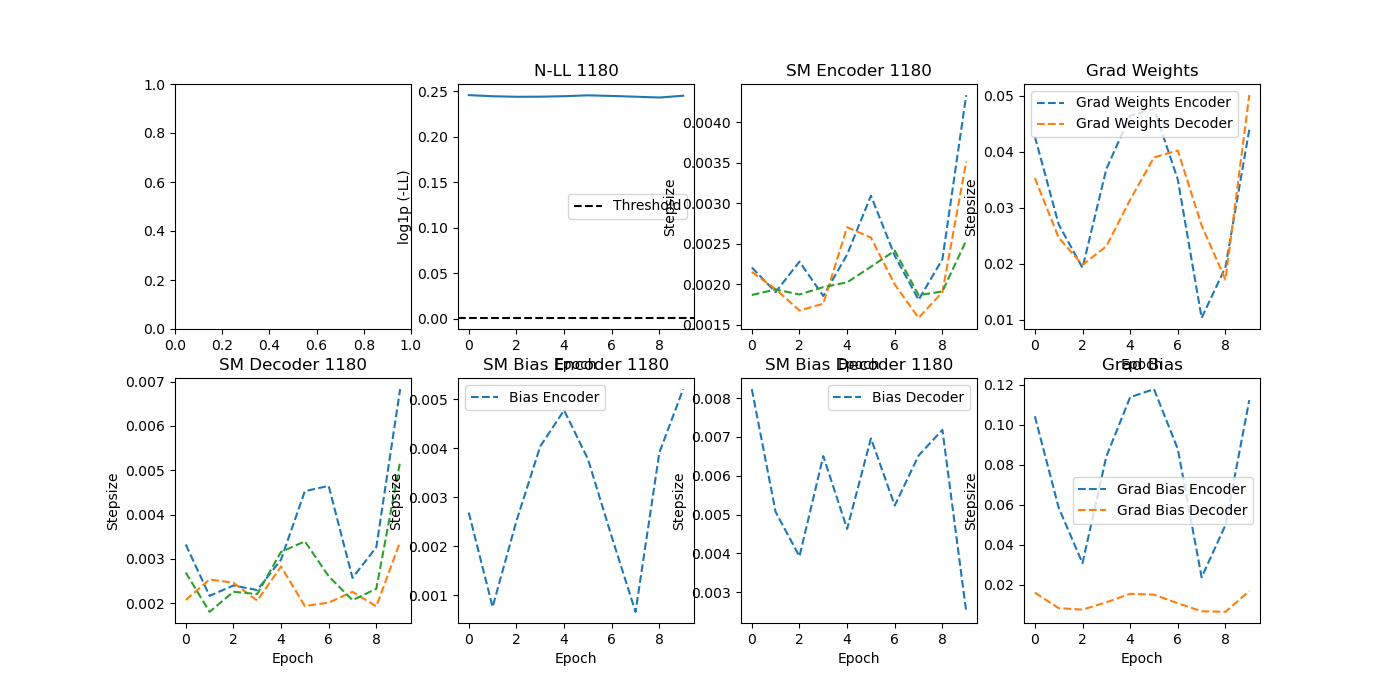 N-LL 1180
SM Encoder 1180
Grad Weights
1.0
0.8
0.6
0.4
0.2
0.0
0.0 0.2 0.4 0.6 0.8 1.0
log1p (-LL)
0.25
0.20
0.15
0.10
0.05
0.00
Threshold
0 2 4 6 8
Epoch
Stepsize
0.0040
0.0035
0.0030
0.0025
0.0020
0.0015
0 2 4 6 8
Epoch
Stepsize
0.05
0.04
0.03
0.02
0.01
Grad Weights Encoder
Grad Weights Decoder
0 2 4 6 8
Epoch
SM Decoder 1180
SM Bias Encoder 1180
SM Bias Decoder 1180
Grad Bias
Stepsize
0.007
0.006
0.005
0.004
0.003
0.002
0 2 4 6 8
Epoch
Stepsize
0.005
0.004
0.003
0.002
0.001
Bias Encoder
0 2 4 6 8
Epoch
Stepsize
0.008
0.007
0.006
0.005
0.004
0.003
Bias Decoder
0 2 4 6 8
Epoch
Stepsize
0.12
0.10
0.08
0.06
0.04
0.02
Grad Bias Encoder
Grad Bias Decoder
0 2 4 6 8
Epoch